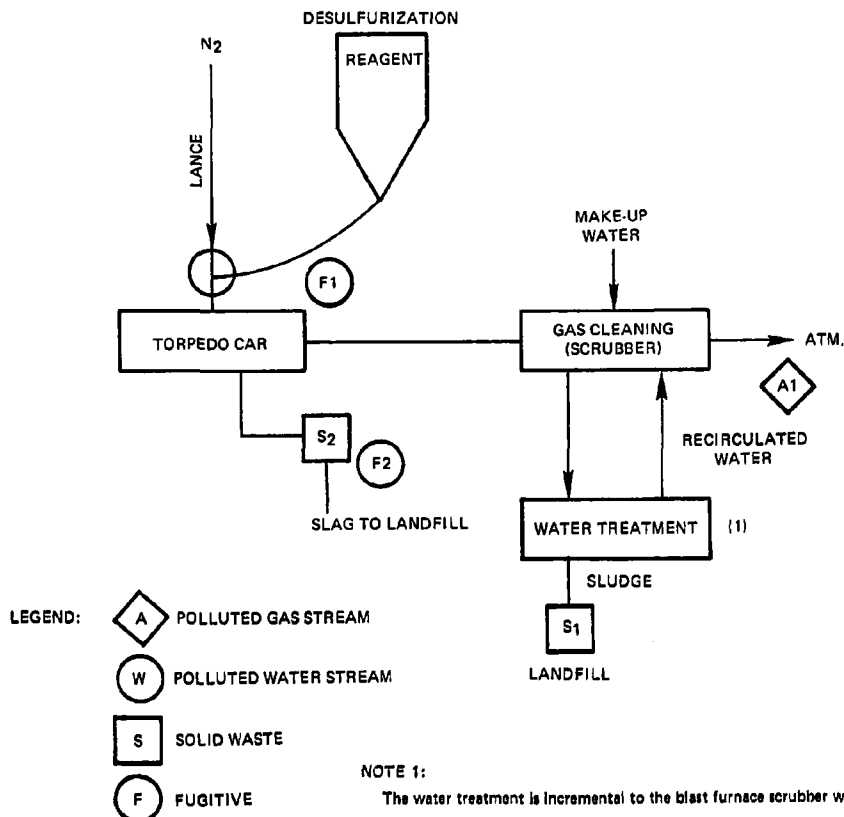 DESULFURIZATION
N2
REAGENT
LANCE
MAKE-UP
WATER
F1
TORPEDO CAR
GAS CLEANING
(SCRUBBER)
ATM.
A1
S2
F2
RECIRCULATED
WATER
SLAG TO LANDFILL
WATER TREATMENT
(1)
SLUDGE
S1
LANDFILL
LEGEND:
A POLLUTED GAS STREAM
W POLLUTED WATER STREAM
S SOLID WASTE
F FUGITIVE
NOTE 1:
The water treatment is incremental to the blast furnace scrubber w